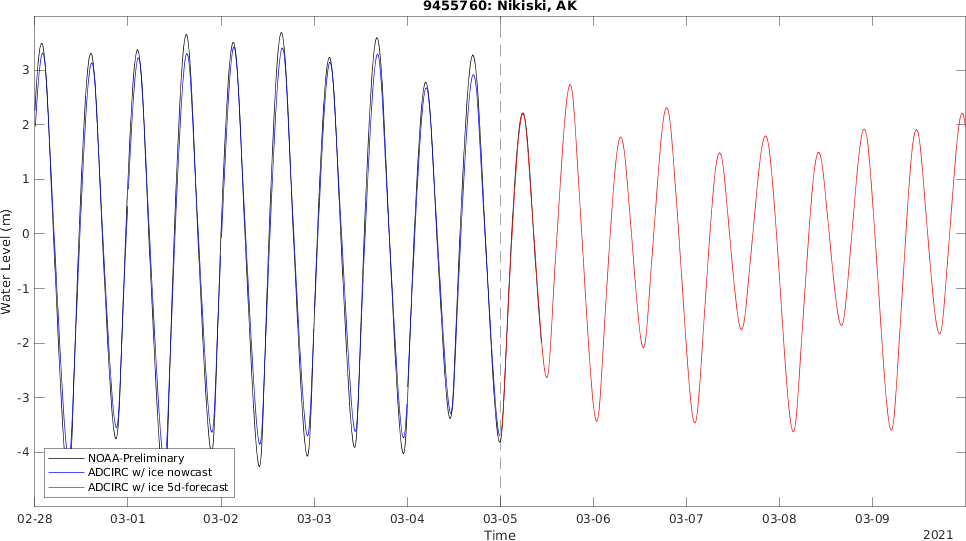 9455760: Nikiski, AK
3
2
1
0
-1
-2
-3
-4
Water Level (m)
NOAA-Preliminary
ADCIRC w/ ice nowcast
ADCIRC w/ ice 5d-forecast
02-28 03-01 03-02 03-03 03-04 03-05 03-06 03-07 03-08 03-09
Time
2021